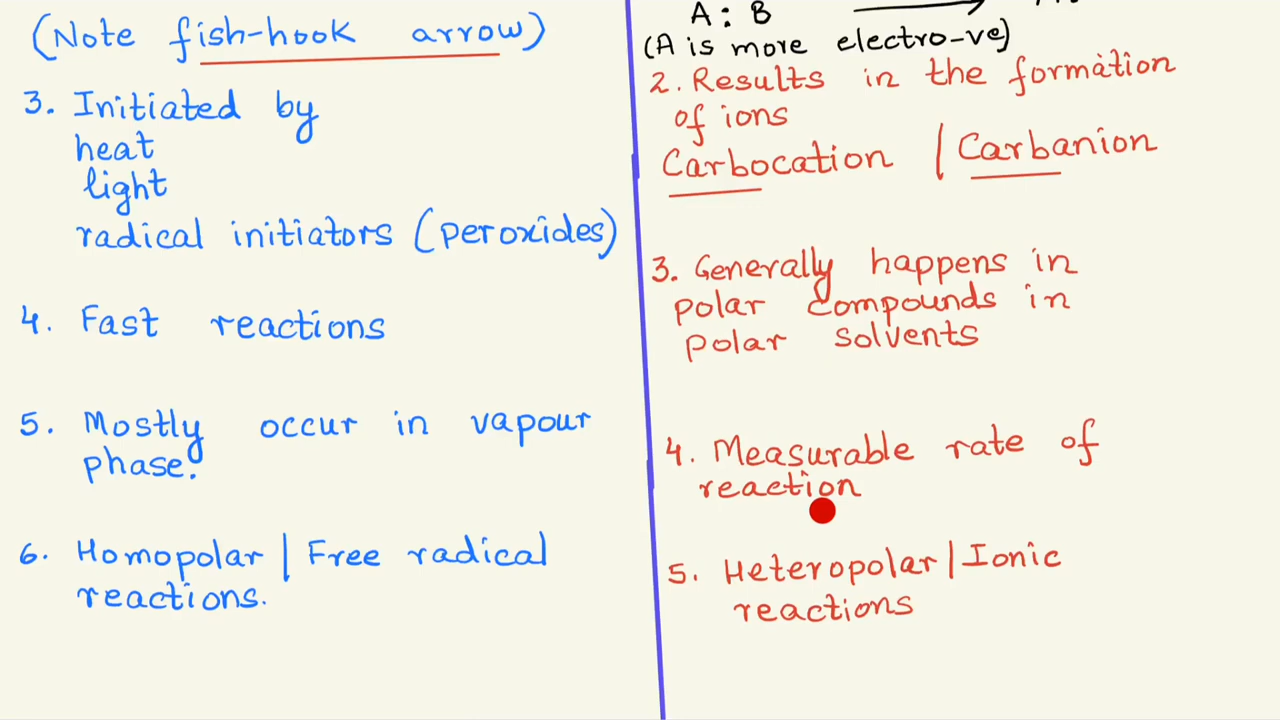 (Note fish-hook arrow)
3. Initiated by
heat
light
radical initiators (peroxides)
4. Fast reactions
5. Mostly occur in vapour
phase.
6. Homopolar | Free radical
reactions.
A : B
(A is more electro-ve)
2. Results in the formation
of ions
Carbocation | Carbanion
3. Generally happens in
polar compounds in
polar solvents
4. Measurable rate of
reaction
5. Heteropolar | Ionic
reactions